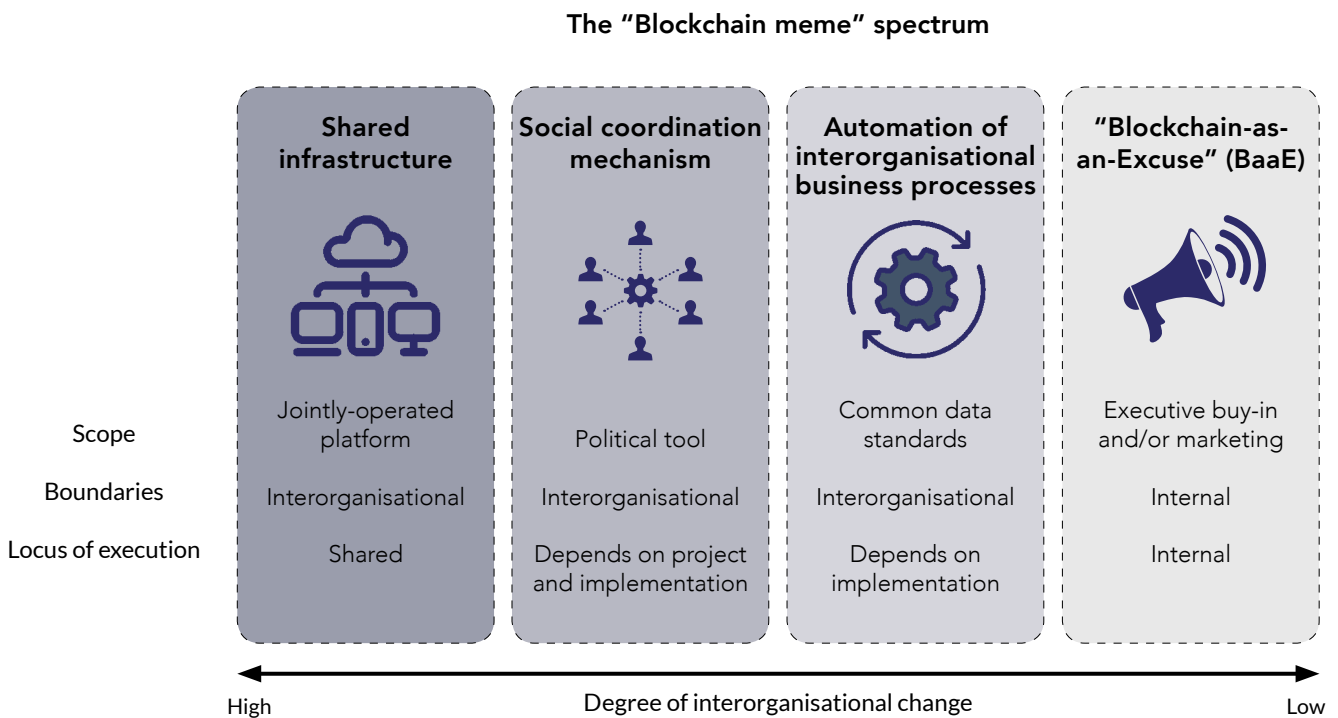 The “Blockchain meme” spectrum
Shared
infrastructure
Social coordination
mechanism
Automation of
interorganisational
business processes
“Blockchain-as-
an-Excuse” (BaaE)
Scope
Jointly-operated
platform
Political tool
Common data
standards
Executive buy-in
and/or marketing
Boundaries
Interorganisational
Interorganisational
Interorganisational
Internal
Locus of execution
Shared
Depends on project
and implementation
Depends on
implementation
Internal
High
Degree of interorganisational change
Low